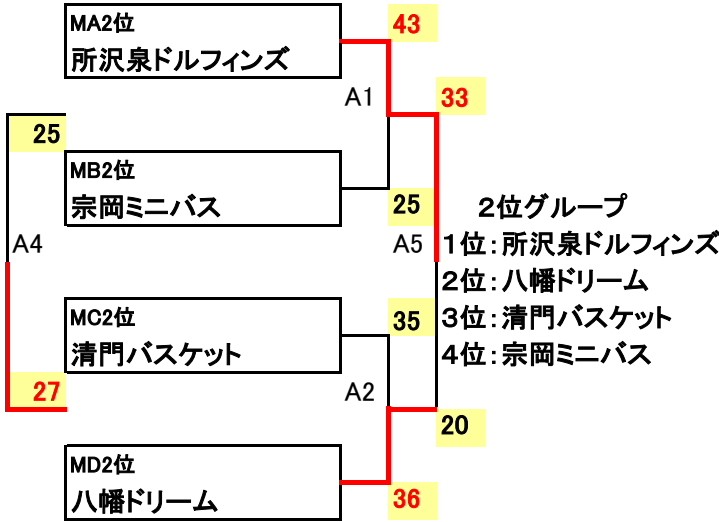 MA2位
所沢泉ドルフィンズ
43
A1
33
25
MB2位
宗岡ミニバス
25
A4
A5
2位グループ
1位:所沢泉ドルフィンズ
2位:八幡ドリーム
3位:清門バスケット
4位:宗岡ミニバス
MC2位
清門バスケット
35
A2
27
20
MD2位
八幡ドリーム
36